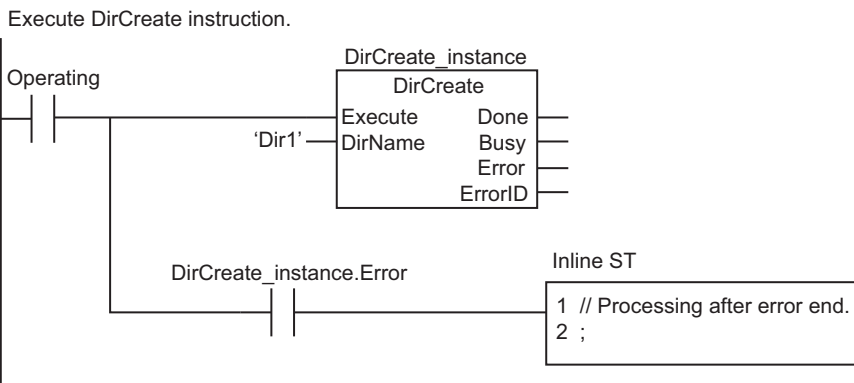 Execute DirCreate instruction.
DirCreate_instance
Operating
DirCreate
Execute Done
‘Dir1’ DirName Busy
Error
ErrorID
DirCreate_instance.Error
Inline ST
1 // Processing after error end.
2 ;